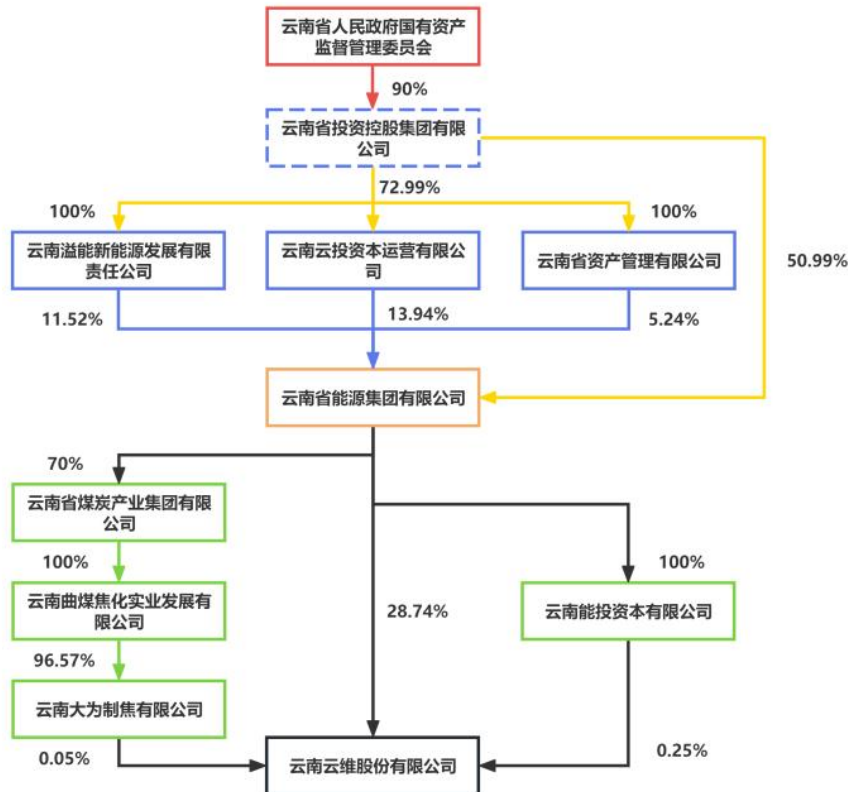 云南省人民政府国有资产
监督管理委员会
90%
云南省投资控股集团有限
公司
72.99%
100%
100%
云南溢能新能源发展有限
责任公司
云南云投资本运营有限公
司
云南省资产管理有限公司
50.99%
11.52%
13.94%
5.24%
云南省能源集团有限公司
70%
云南省煤炭产业集团有限
公司
100%
100%
云南曲煤焦化实业发展有
限公司
28.74%
云南能投资本有限公司
96.57%
云南大为制焦有限公司
0.05%
云南云维股份有限公司
0.25%